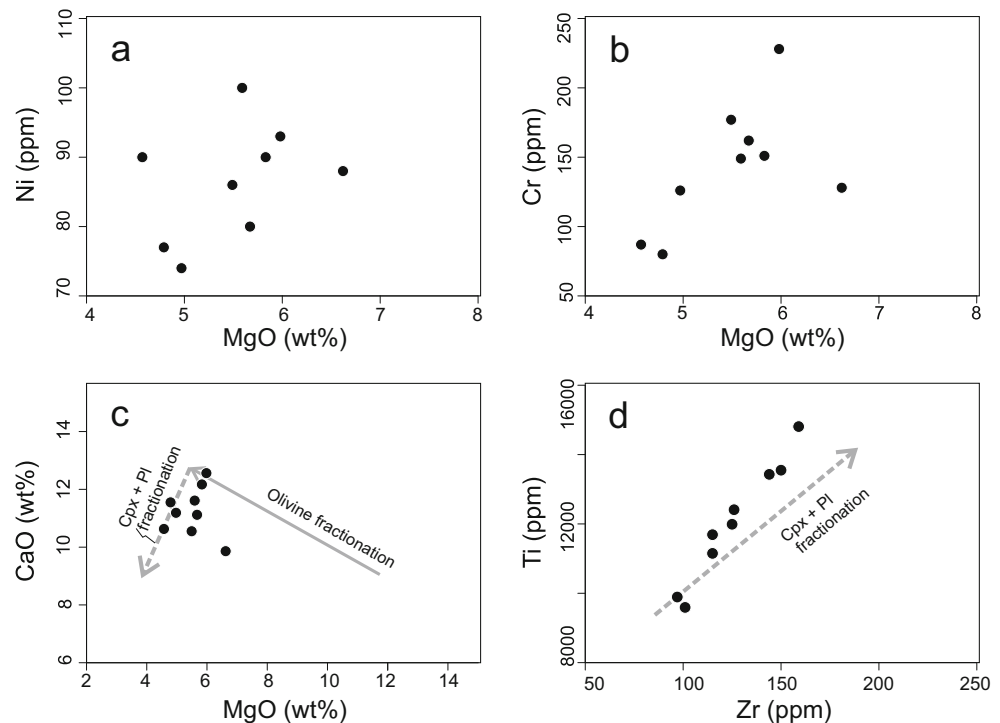 a
Ni (ppm)
110
100
90
80
70
4 5 6 7 8
MgO (wt%)
b
Cr (ppm)
250
200
150
100
50
4 5 6 7 8
MgO (wt%)
c
CaO (wt%)
14
12
10
8
6
Cpx + Pl
fractionation
Olivine fractionation
2 4 6 8 10 12 14
MgO (wt%)
d
Ti (ppm)
16000
12000
8000
Cpx + Pl
fractionation
50 100 150 200 250
Zr (ppm)